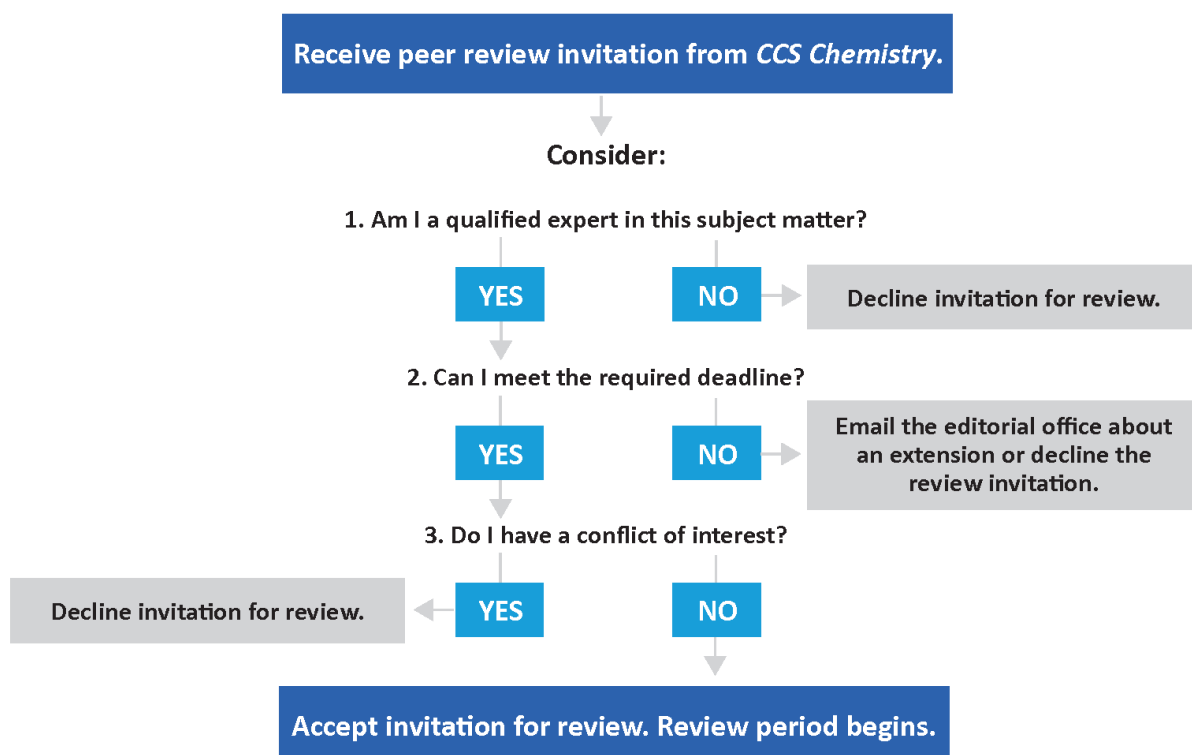 Receive peer review invitation from CCS Chemistry.
Consider:
1. Am I a qualified expert in this subject matter?
YES
NO
Decline invitation for review.
2. Can I meet the required deadline?
YES
NO
Email the editorial office about
an extension or decline the
review invitation.
3. Do I have a conflict of interest?
Decline invitation for review.
YES
NO
Accept invitation for review. Review period begins.